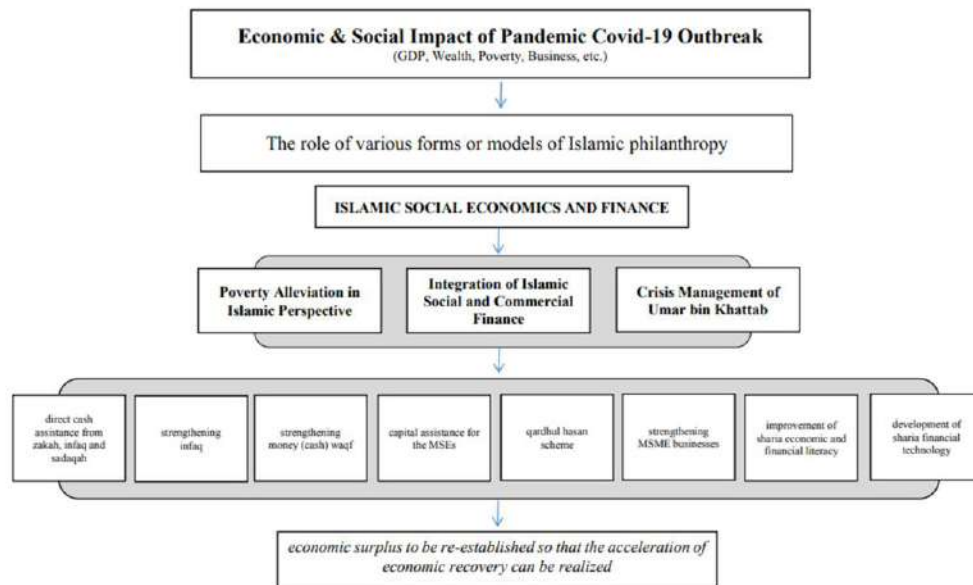 Economic & Social Impact of Pandemic Covid-19 Outbreak
(GDP, Wealth, Poverty, Business, etc.)
The role of various forms or models of Islamic philanthropy
ISLAMIC SOCIAL ECONOMICS AND FINANCE
Poverty Alleviation in
Islamic Perspective
Integration of Islamic
Social and Commercial
Finance
Crisis Management of
Umar bin Khattab
direct cash
assistance from
zakah, infaq and
sadaqah
strengthening
infaq
strengthening
money (cash) waqf
capital assistance for
the MSEs
qardhul hasan
scheme
strengthening
MSME businesses
improvement of
sharia economic and
financial literacy
development of
sharia financial
technology
economic surplus to be re-established so that the acceleration of
economic recovery can be realized